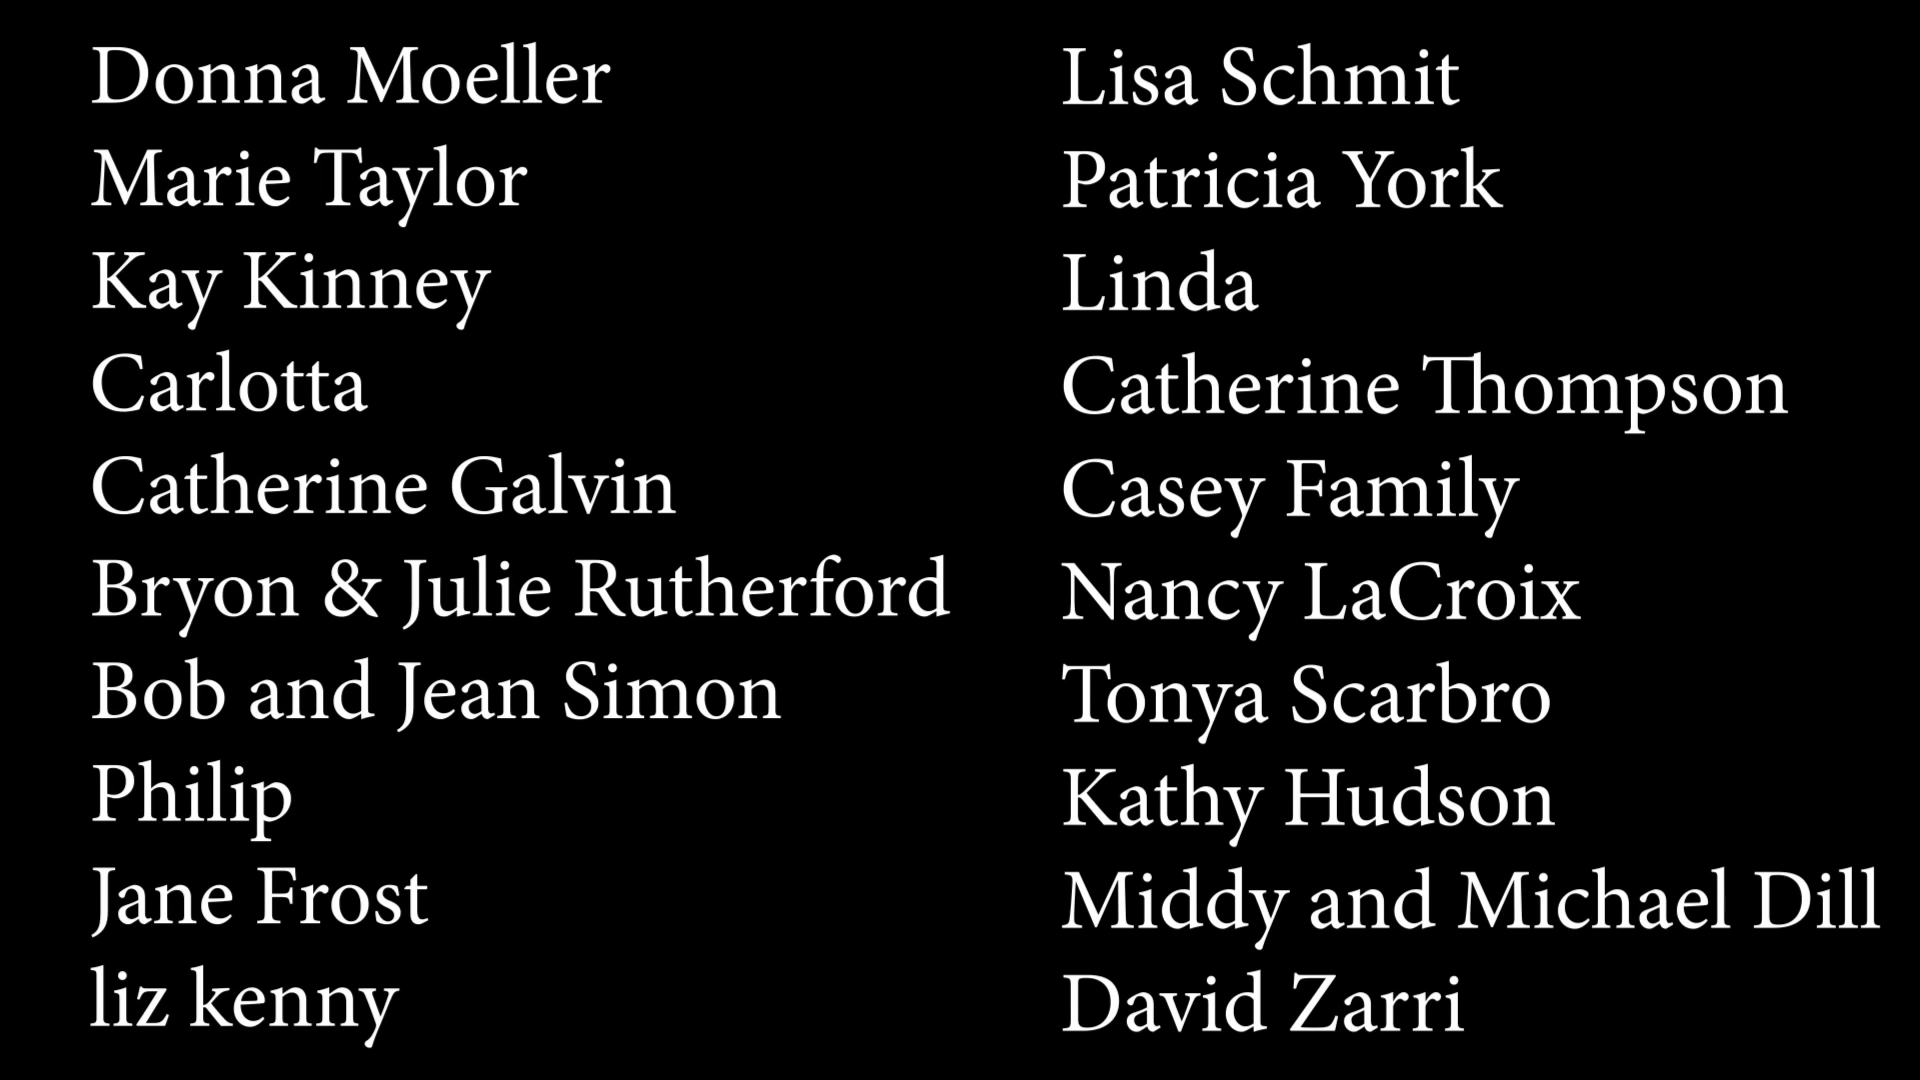 Donna Moeller
Marie Taylor
Kay Kinney
Carlotta
Catherine Galvin
Bryon & Julie Rutherford
Bob and Jean Simon
Philip
Jane Frost
liz kenny
Lisa Schmit
Patricia York
Linda
Catherine Thompson
Casey Family
Nancy LaCroix
Tonya Scarbro
Kathy Hudson
Middy and Michael Dill
David Zarri